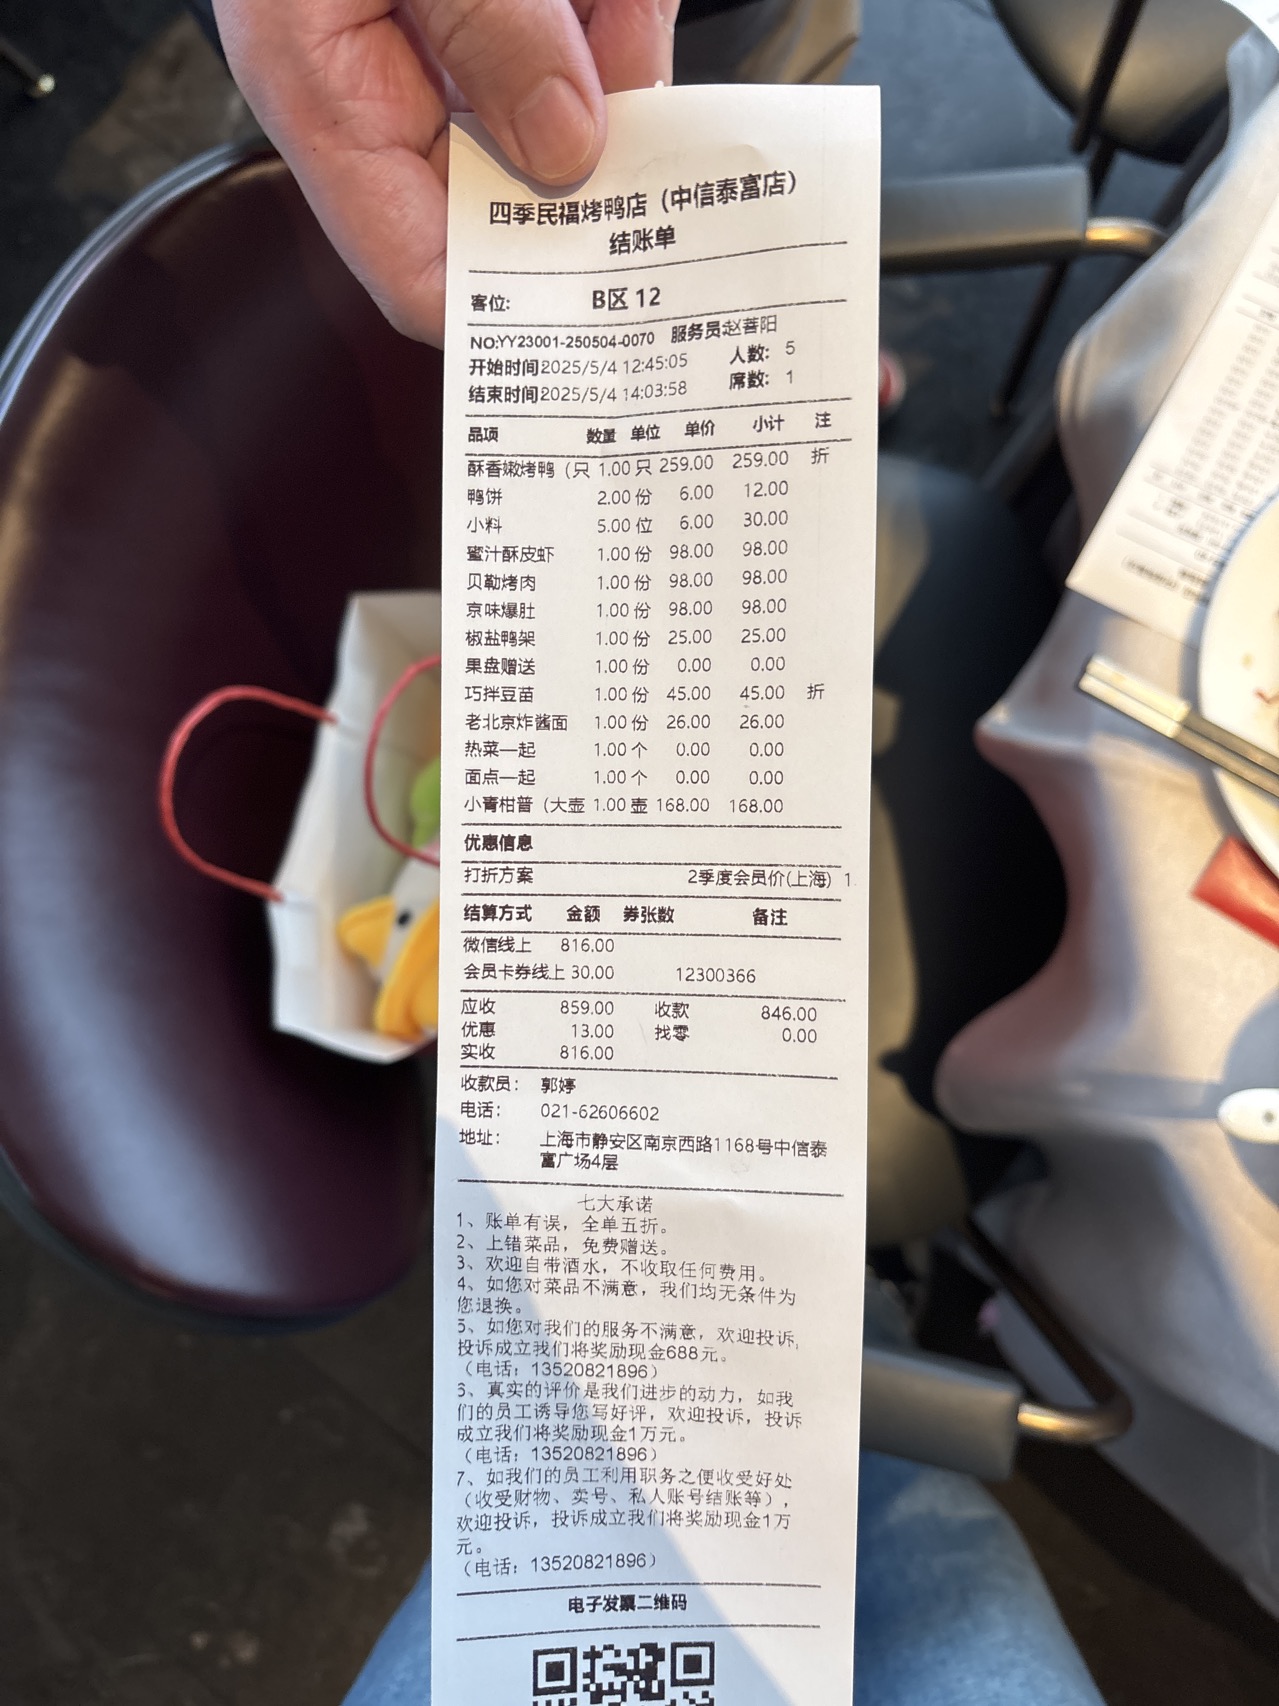 四季民福烤鸭店（中信泰富店）
结账单
客位： B区 12
NO:YY23001-250504-0070 服务员:赵菩阳
开始时间2025/5/4 12:45:05 人数： 5
结束时间2025/5/4 14:03:58 席数： 1
品项 数量 单位 单价 小计 注
酥香嫩烤鸭（只 1.00 只 259.00 259.00 折
鸭饼 2.00 份 6.00 12.00
小料 5.00 位 6.00 30.00
蜜汁酥皮虾 1.00 份 98.00 98.00
贝勒烤肉 1.00 份 98.00 98.00
京味爆肚 1.00 份 98.00 98.00
椒盐鸭架 1.00 份 25.00 25.00
果盘赠送 1.00 份 0.00 0.00
巧拌豆苗 1.00 份 45.00 45.00 折
老北京炸酱面 1.00 份 26.00 26.00
热菜—起 1.00 个 0.00 0.00
面点—起 1.00 个 0.00 0.00
小青柑普（大壶 1.00 壶 168.00 168.00
优惠信息
打折方案 2季度会员价(上海) 1
结算方式 金额 券张数 备注
微信线上 816.00
会员卡券线上 30.00 12300366
应收 859.00 收款 846.00
优惠 13.00 找零 0.00
实收 816.00
收款员： 郭婷
电话： 021-62606602
地址： 上海市静安区南京西路1168号中信泰
富广场4层
七大承诺
1、账单有误，全单五折。
2、上错菜品，免费赠送。
3、欢迎自带酒水，不收取任何费用。
4、如您对菜品不满意，我们均无条件为
您退换。
5、如您对我们的服务不满意，欢迎投诉，
投诉成立我们将奖励现金688元。
（电话：13520821896）
6、真实的评价是我们进步的动力，如我
们的员工诱导您写好评，欢迎投诉，投诉
成立我们将奖励现金1万元。
（电话：13520821896）
7、如我们的员工利用职务之便收受好处
（收受财物、卖号、私人账号结账等），
欢迎投诉，投诉成立我们将奖励现金1万
元。
（电话：13520821896）
电子发票二维码